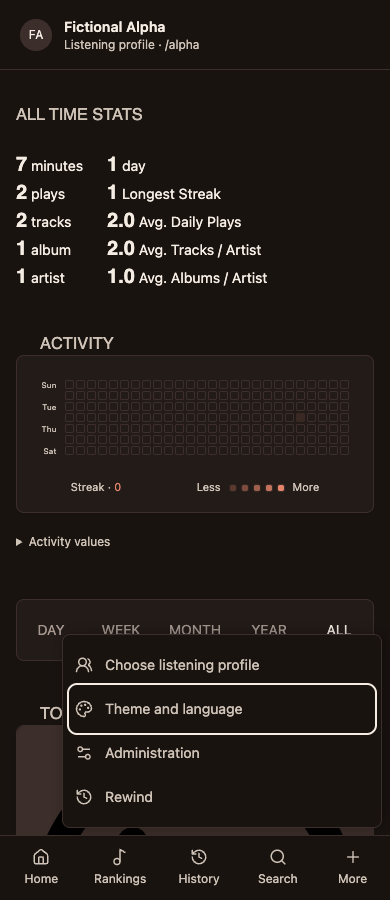 FA
Fictional Alpha
Listening profile · /alpha
ALL TIME STATS
7 minutes 1 day
2 plays 1 Longest Streak
2 tracks 2.0 Avg. Daily Plays
1 album 2.0 Avg. Tracks / Artist
1 artist 1.0 Avg. Albums / Artist
ACTIVITY
Sun
Tue
Thu
Sat
Streak · 0 Less More
Activity values
DAY WEEK MONTH YEAR ALL
TO
Choose listening profile
Theme and language
Administration
Rewind
Home Rankings History Search More